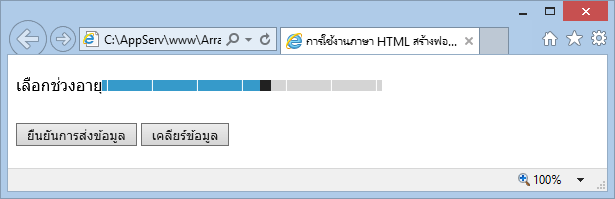 C:\AppServ\www\Arra
การใช้งานภาษา HTML สร้างฟอ...
เลือกช่วงอายุ
ยืนยันการส่งข้อมูล เคลียร์ข้อมูล
100%